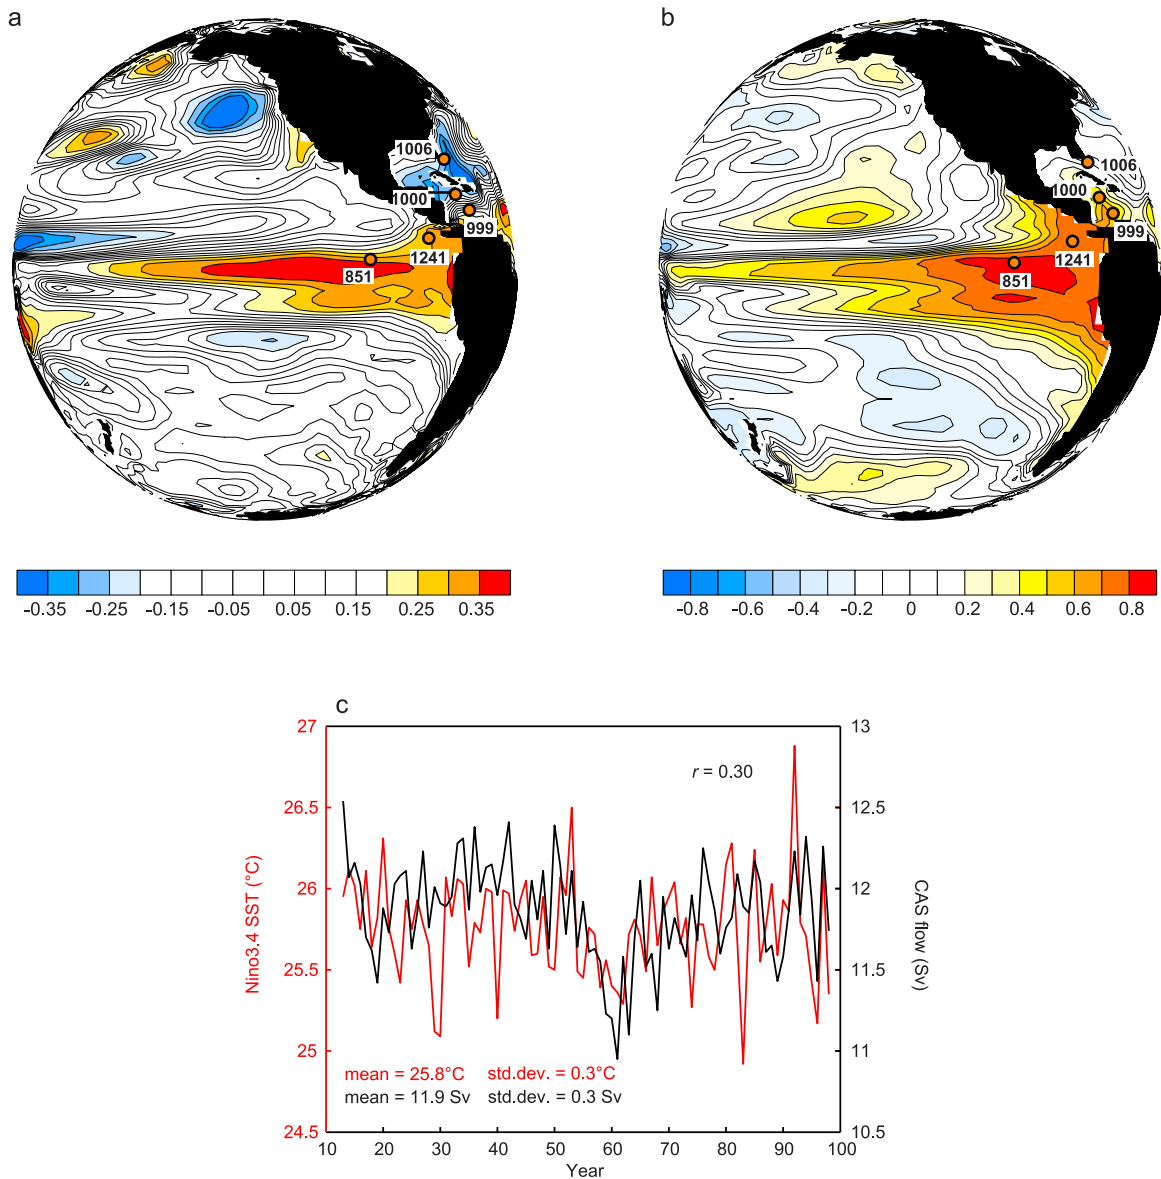 a
b
1006
1000
999
1241
851
1006
1000
999
1241
851
-0.35 -0.25 -0.15 -0.05 0.05 0.15 0.25 0.35
-0.8 -0.6 -0.4 -0.2 0 0.2 0.4 0.6 0.8
c
27
26.5
26
25.5
25
24.5
Nino3.4 SST (°C)
13
12.5
12
11.5
11
10.5
CAS flow (Sv)
r = 0.30
mean = 25.8°C std.dev. = 0.3°C
mean = 11.9 Sv std.dev. = 0.3 Sv
10 20 30 40 50 60 70 80 90 100
Year